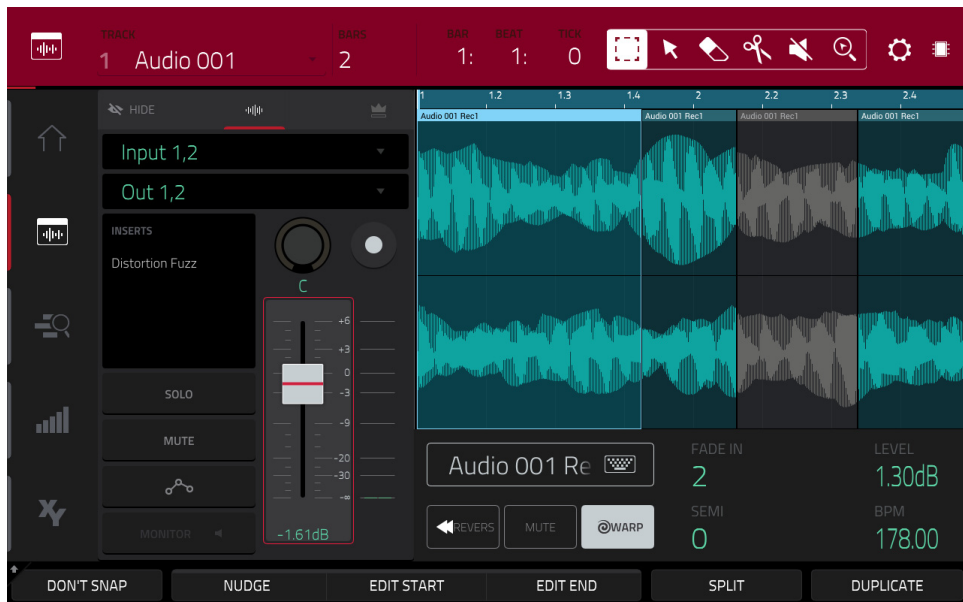 TRACK BARS BAR BEAT TICK
1 Audio 001 2 1: 1: 0
HIDE
1 1.2 1.3 1.4 2 2.2 2.3 2.4
Audio 001 Rec1 Audio 001 Rec1 Audio 001 Rec1 Audio 001 Rec1
Input 1,2
Out 1,2
INSERTS
Distortion Fuzz
C
+6
+3
0
-3
-9
-20
-30
-∞
-1.61dB
SOLO
MUTE
MONITOR
XY
Audio 001 Re
FADE IN LEVEL
2 1.30dB
REVERS MUTE WARP
SEMI BPM
0 178.00
DON'T SNAP NUDGE EDIT START EDIT END SPLIT DUPLICATE